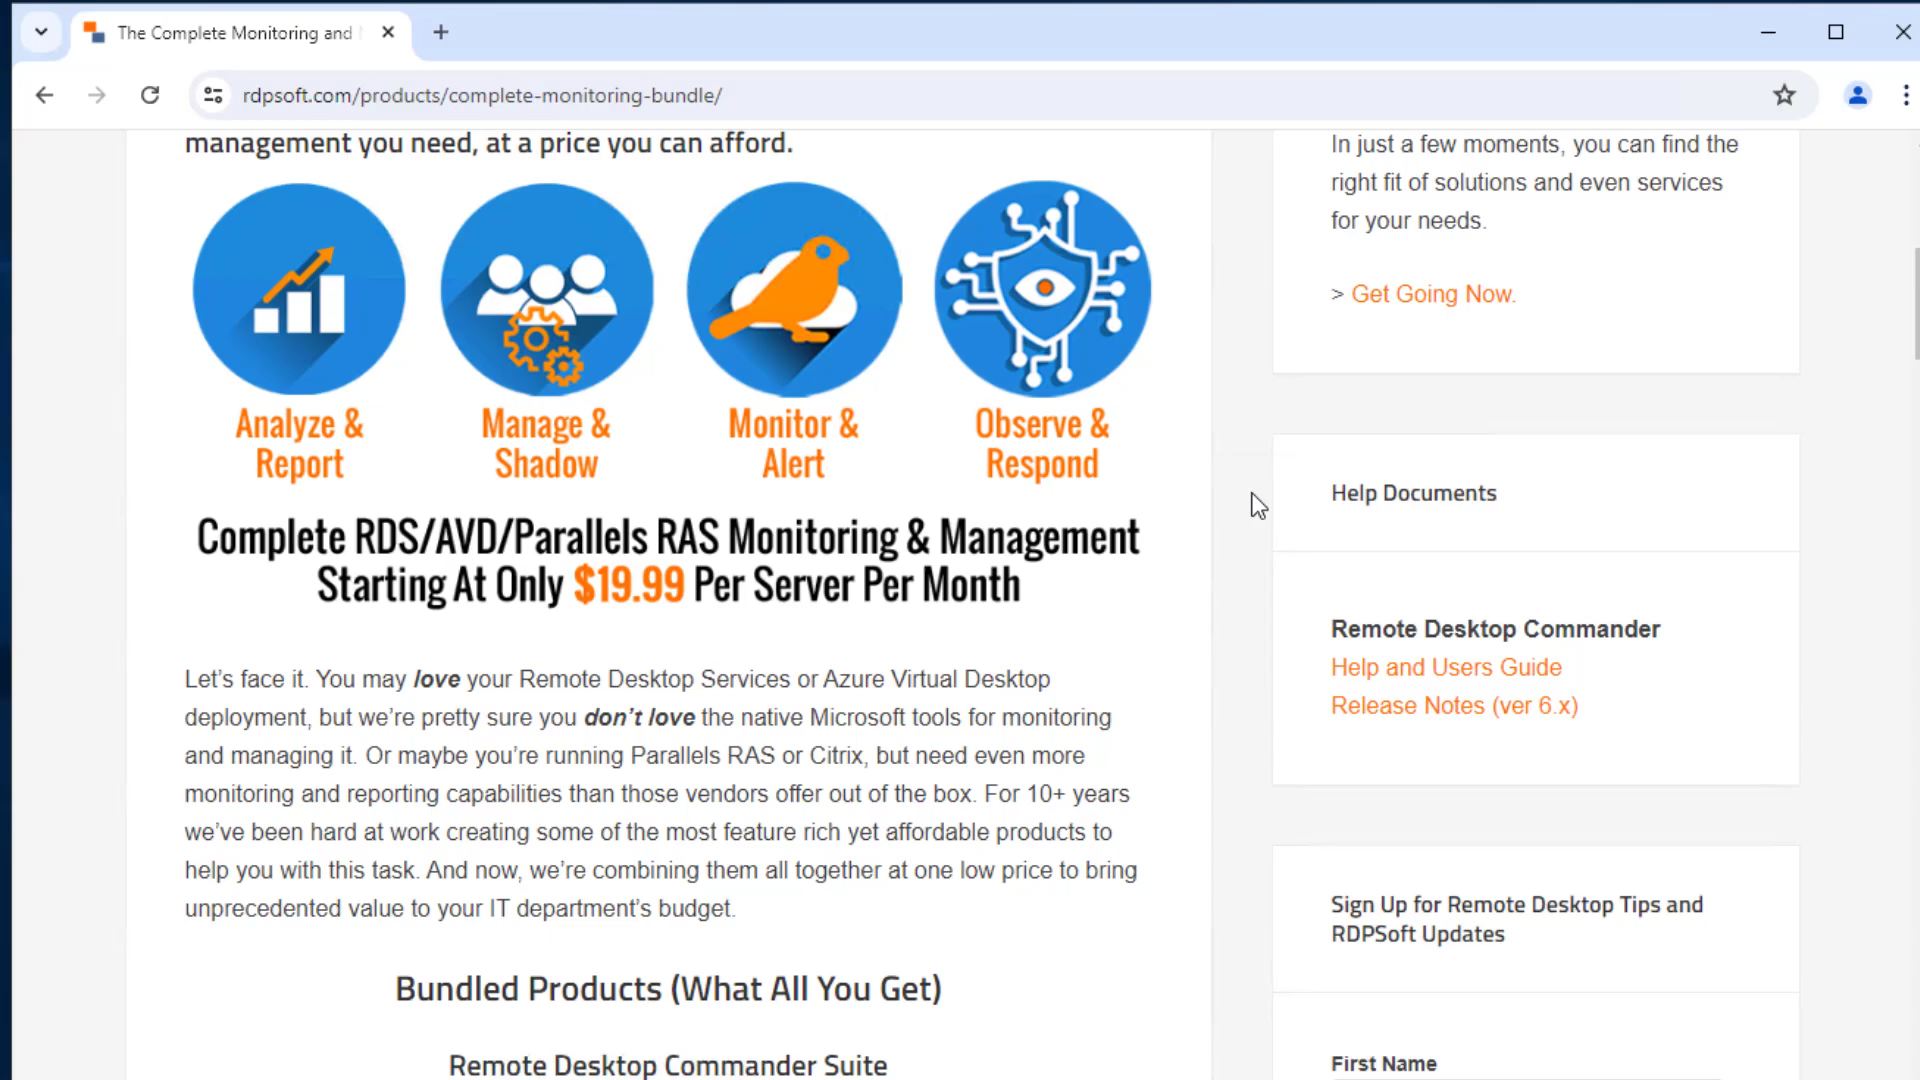 The Complete Monitoring and
rdpsoft.com/products/complete-monitoring-bundle/
management you need, at a price you can afford.
Analyze &
Report
Manage &
Shadow
Monitor &
Alert
Observe &
Respond
Complete RDS/AVD/Parallels RAS Monitoring & Management
Starting At Only $19.99 Per Server Per Month
Let’s face it. You may love your Remote Desktop Services or Azure Virtual Desktop
deployment, but we’re pretty sure you don’t love the native Microsoft tools for monitoring
and managing it. Or maybe you’re running Parallels RAS or Citrix, but need even more
monitoring and reporting capabilities than those vendors offer out of the box. For 10+ years
we’ve been hard at work creating some of the most feature rich yet affordable products to
help you with this task. And now, we’re combining them all together at one low price to bring
unprecedented value to your IT department’s budget.
Bundled Products (What All You Get)
Remote Desktop Commander Suite
In just a few moments, you can find the
right fit of solutions and even services
for your needs.
> Get Going Now.
Help Documents
Remote Desktop Commander
Help and Users Guide
Release Notes (ver 6.x)
Sign Up for Remote Desktop Tips and
RDPSoft Updates
First Name